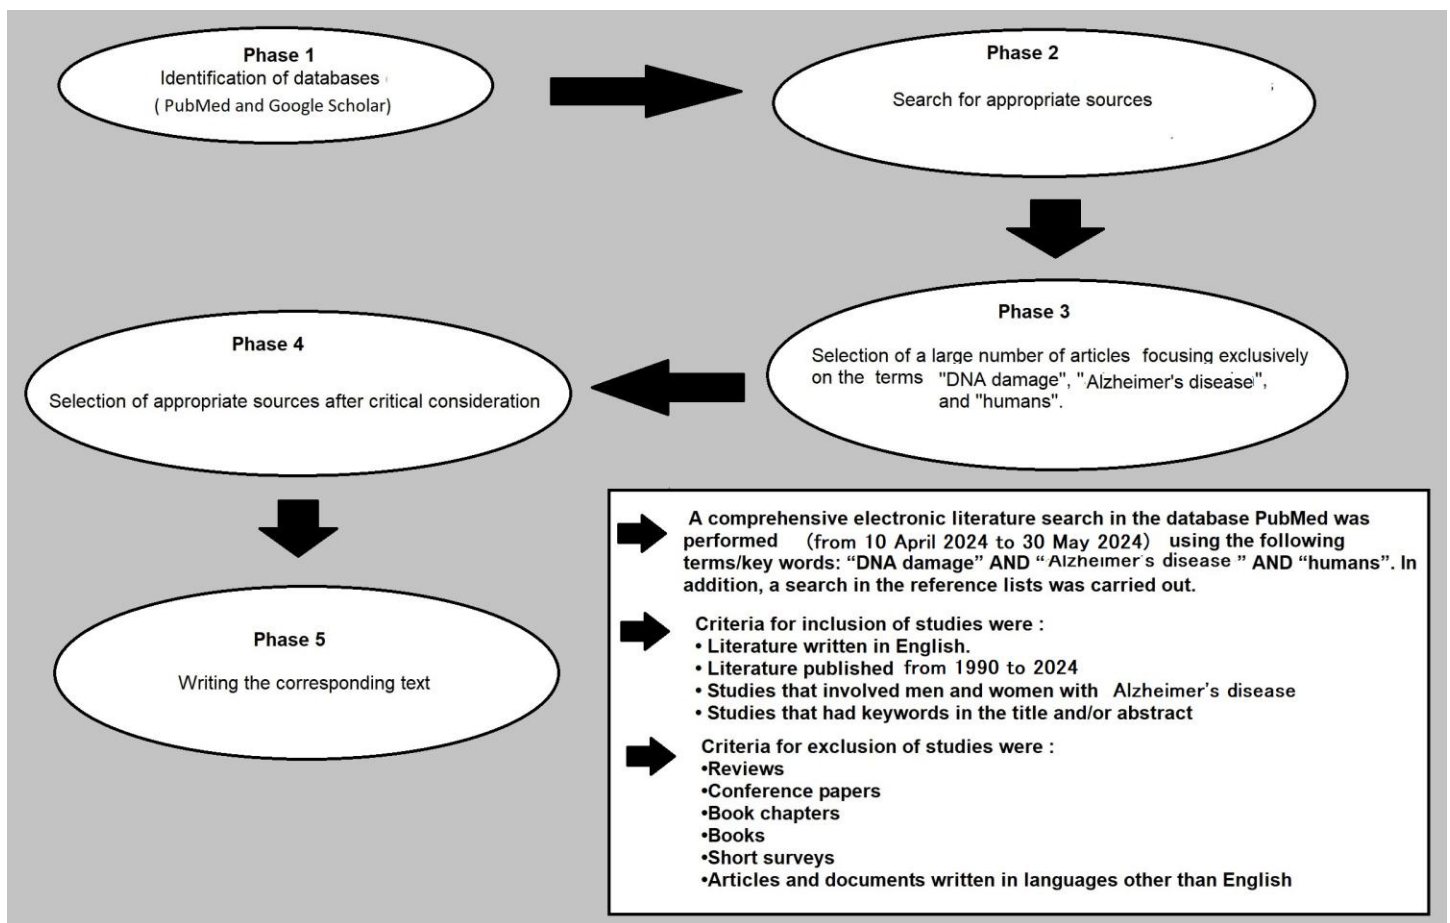 Phase 1
Identification of databases
( PubMed and Google Scholar)
Phase 2
Search for appropriate sources
Phase 3
Selection of a large number of articles focusing exclusively
on the terms "DNA damage", "Alzheimer's disease",
and "humans".
Phase 4
Selection of appropriate sources after critical consideration
Phase 5
Writing the corresponding text
A comprehensive electronic literature search in the database PubMed was
performed (from 10 April 2024 to 30 May 2024) using the following
terms/key words: “DNA damage” AND “Alzheimer's disease ” AND “humans”. In
addition, a search in the reference lists was carried out.
Criteria for inclusion of studies were :
• Literature written in English.
• Literature published from 1990 to 2024
• Studies that involved men and women with Alzheimer’s disease
• Studies that had keywords in the title and/or abstract
Criteria for exclusion of studies were :
•Reviews
•Conference papers
•Book chapters
•Books
•Short surveys
•Articles and documents written in languages other than English